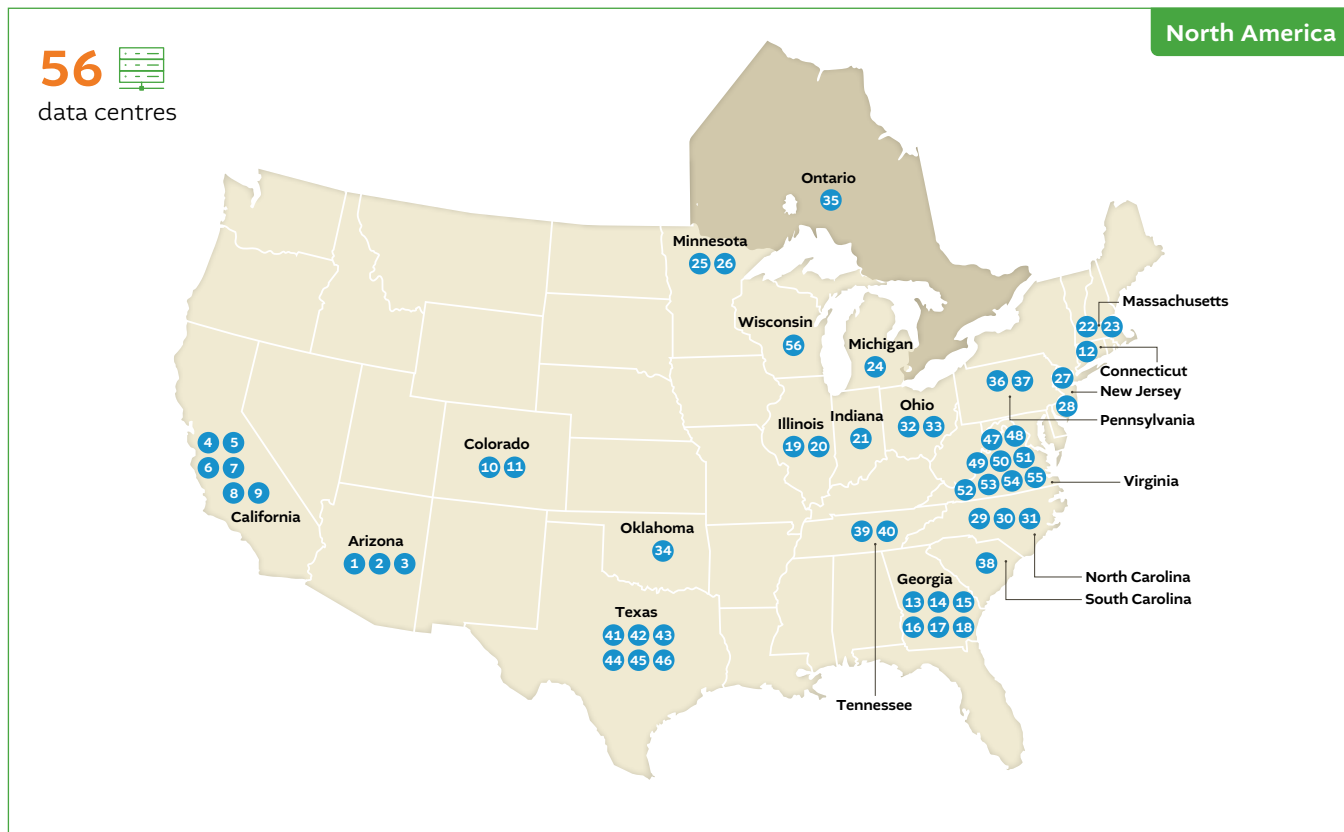 North America
56
data centres
Ontario
35
Minnesota
25 26
Wisconsin
56
Michigan
24
Massachusetts
22 23
12
Connecticut
27
New Jersey
28
36 37
Pennsylvania
Ohio
32 33
Indiana
21
Illinois
19 20
Colorado
10 11
4 5
6 7
8 9
California
47 48
49 50 51
52 53 54 55
Virginia
Arizona
1 2 3
Oklahoma
34
39 40
Tennessee
29 30 31
North Carolina
38
South Carolina
Georgia
13 14 15
16 17 18
Texas
41 42 43
44 45 46